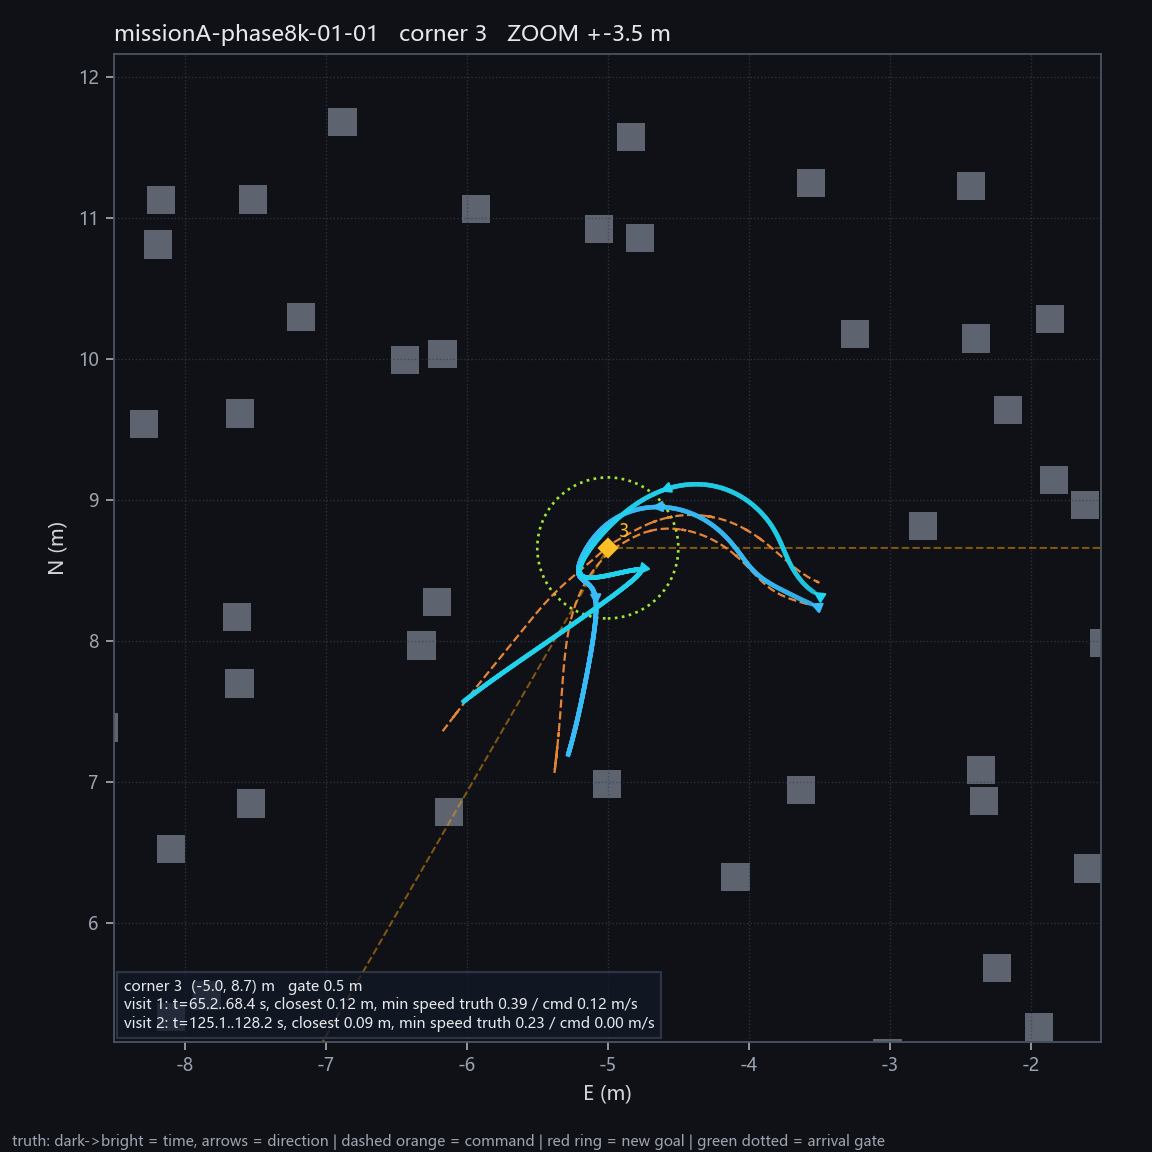 missionA-phase8k-01-01   corner 3   ZOOM +-3.5 m
12
11
10
9
8
7
6
N (m)
3
corner 3  (-5.0, 8.7) m   gate 0.5 m
visit 1: t=65.2..68.4 s, closest 0.12 m, min speed truth 0.39 / cmd 0.12 m/s
visit 2: t=125.1..128.2 s, closest 0.09 m, min speed truth 0.23 / cmd 0.00 m/s
-8 -7 -6 -5 -4 -3 -2
E (m)
truth: dark->bright = time, arrows = direction | dashed orange = command | red ring = new goal | green dotted = arrival gate